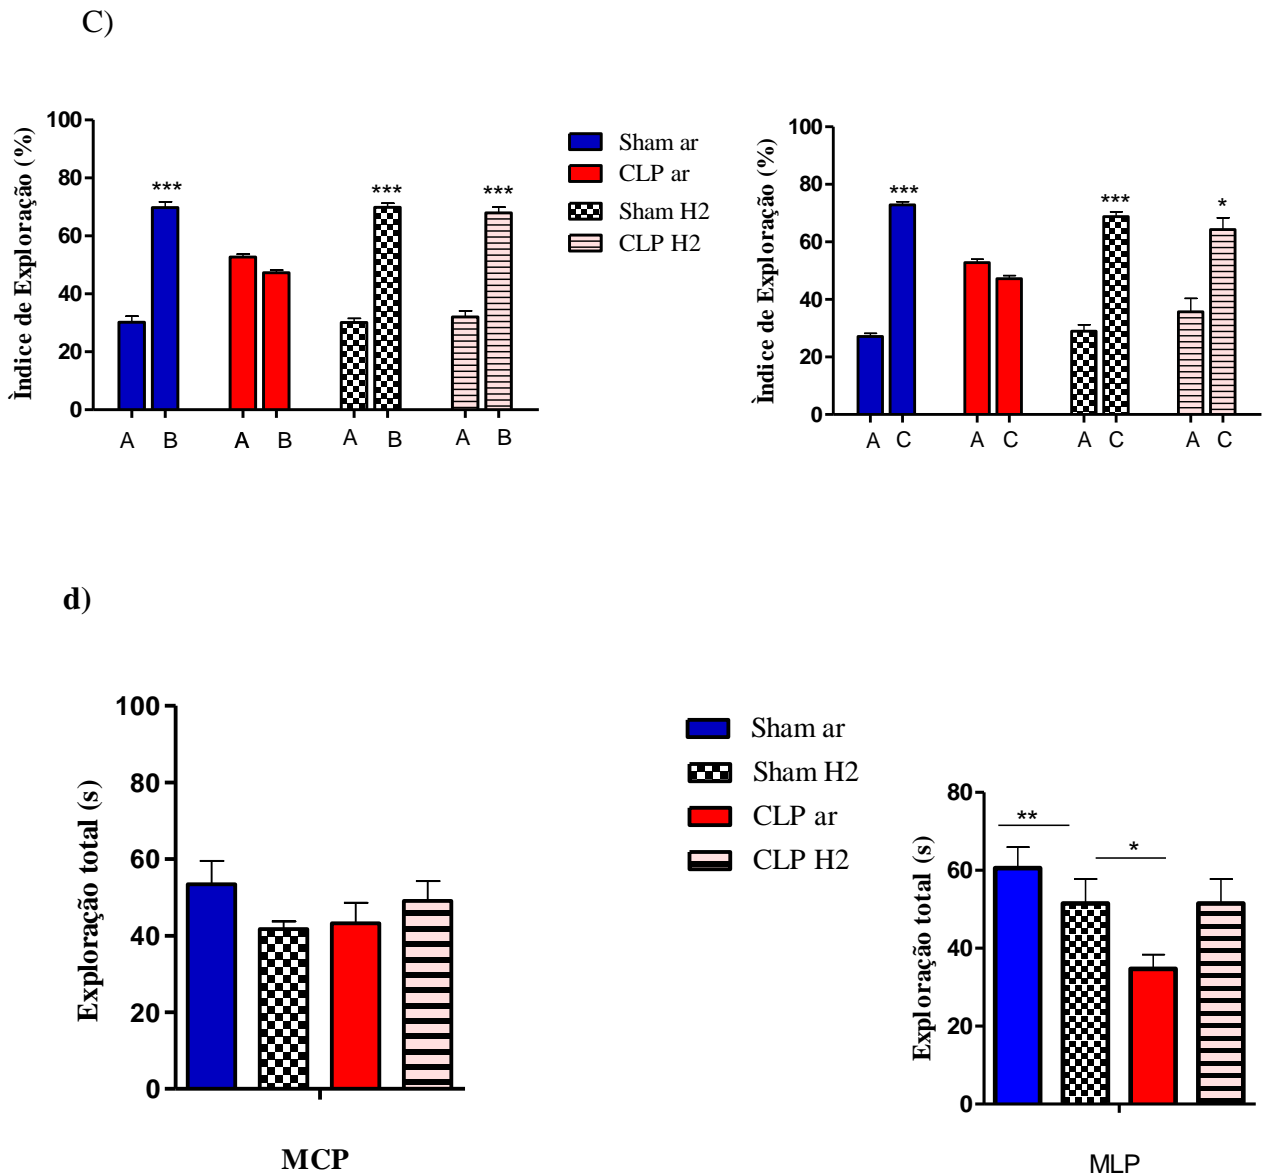 C)
Ìndice de Exploração (%)
100
80
60
40
20
0
***
***
***
A B A B A B A B
Sham ar
CLP ar
Sham H2
CLP H2
Ìndice de Exploração (%)
100
80
60
40
20
0
***
***
*
A C A C A C A C
d)
Exploração total (s)
100
80
60
40
20
0
MCP
Sham ar
Sham H2
CLP ar
CLP H2
Exploração total (s)
80
60
40
20
0
**
*
MLP